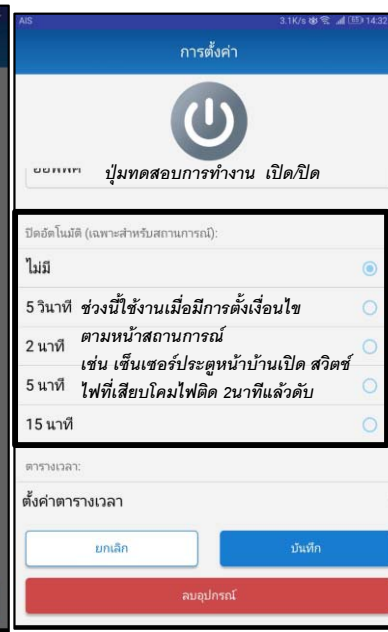 AIS 3.1K/s 14:32
การตั้งค่า
ออฟฟิศ
ปุ่มทดสอบการทำงาน เปิด/ปิด
ปิดอัตโนมัติ (เฉพาะสำหรับสถานการณ์):
ไม่มี
5 วินาที ช่วงนี้ใช้งานเมื่อมีการตั้งเงื่อนไข
ตามหน้าสถานการณ์
2 นาที
เช่น เซ็นเซอร์ประตูหน้าบ้านเปิด สวิตซ์
5 นาที ไฟที่เสียบโคมไฟติด 2นาทีแล้วดับ
15 นาที
ตารางเวลา:
ตั้งค่าตารางเวลา
ยกเลิก บันทึก
ลบอุปกรณ์